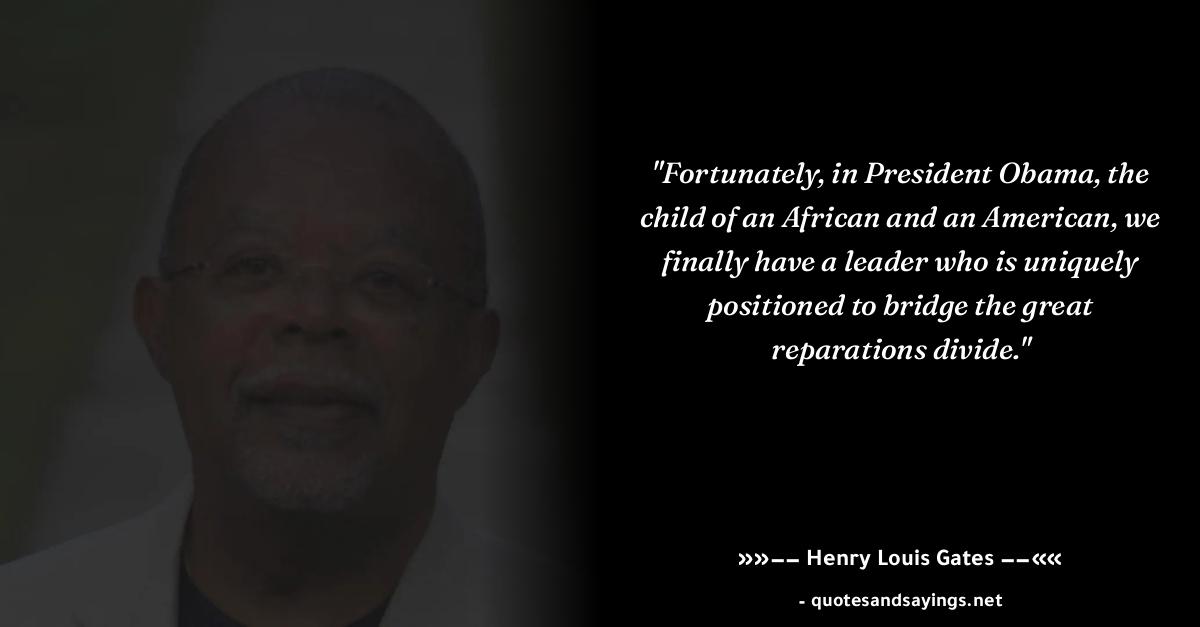 "Fortunately, in President Obama, the
child of an African and an American, we
finally have a leader who is uniquely
positioned to bridge the great
reparations divide."
»»−− Henry Louis Gates −−««
- quotesandsayings.net